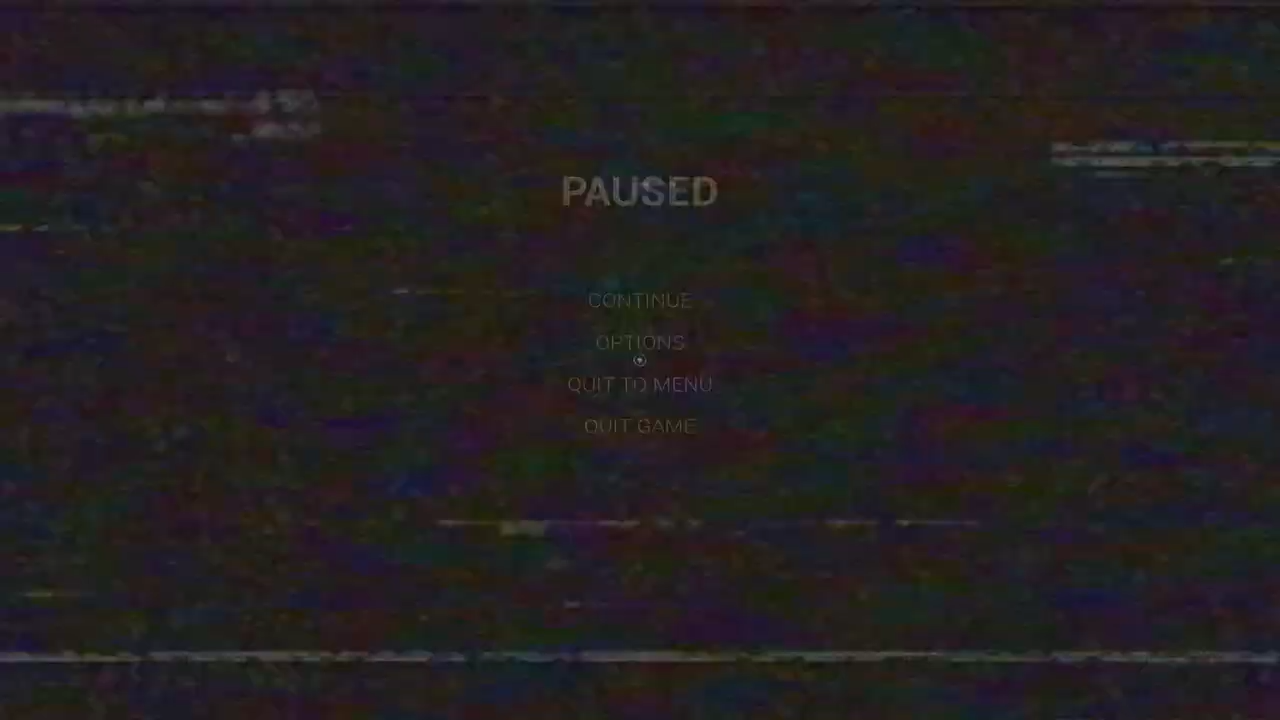 PAUSED
CONTINUE
OPTIONS
QUIT TO MENU
QUIT GAME